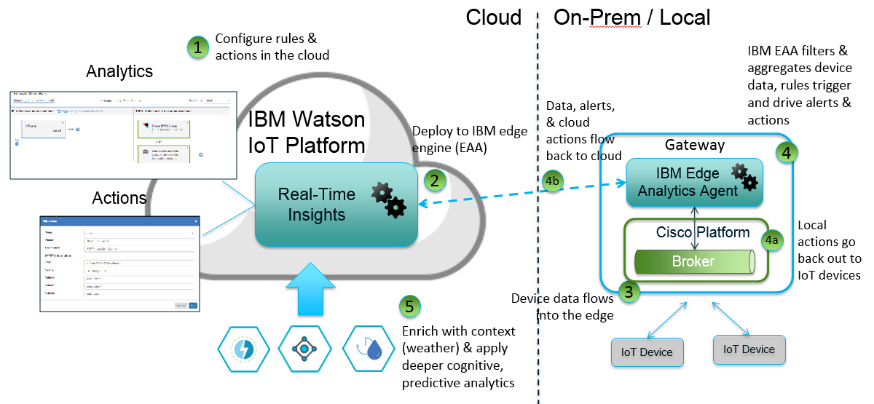 Cloud
On-Prem / Local
1
Configure rules &
actions in the cloud
Analytics
Actions
IBM Watson
IoT Platform
Real-Time
Insights
Deploy to IBM edge
engine (EAA)
2
Data, alerts,
& cloud
actions flow
back to cloud
4b
IBM EAA filters &
aggregates device
data, rules trigger
and drive alerts &
actions
Gateway
4
IBM Edge
Analytics Agent
Cisco Platform
4a
Broker
Local
actions go
back out to
IoT devices
3
Device data flows
into the edge
5
Enrich with context
(weather) & apply
deeper cognitive,
predictive analytics
IoT Device
IoT Device